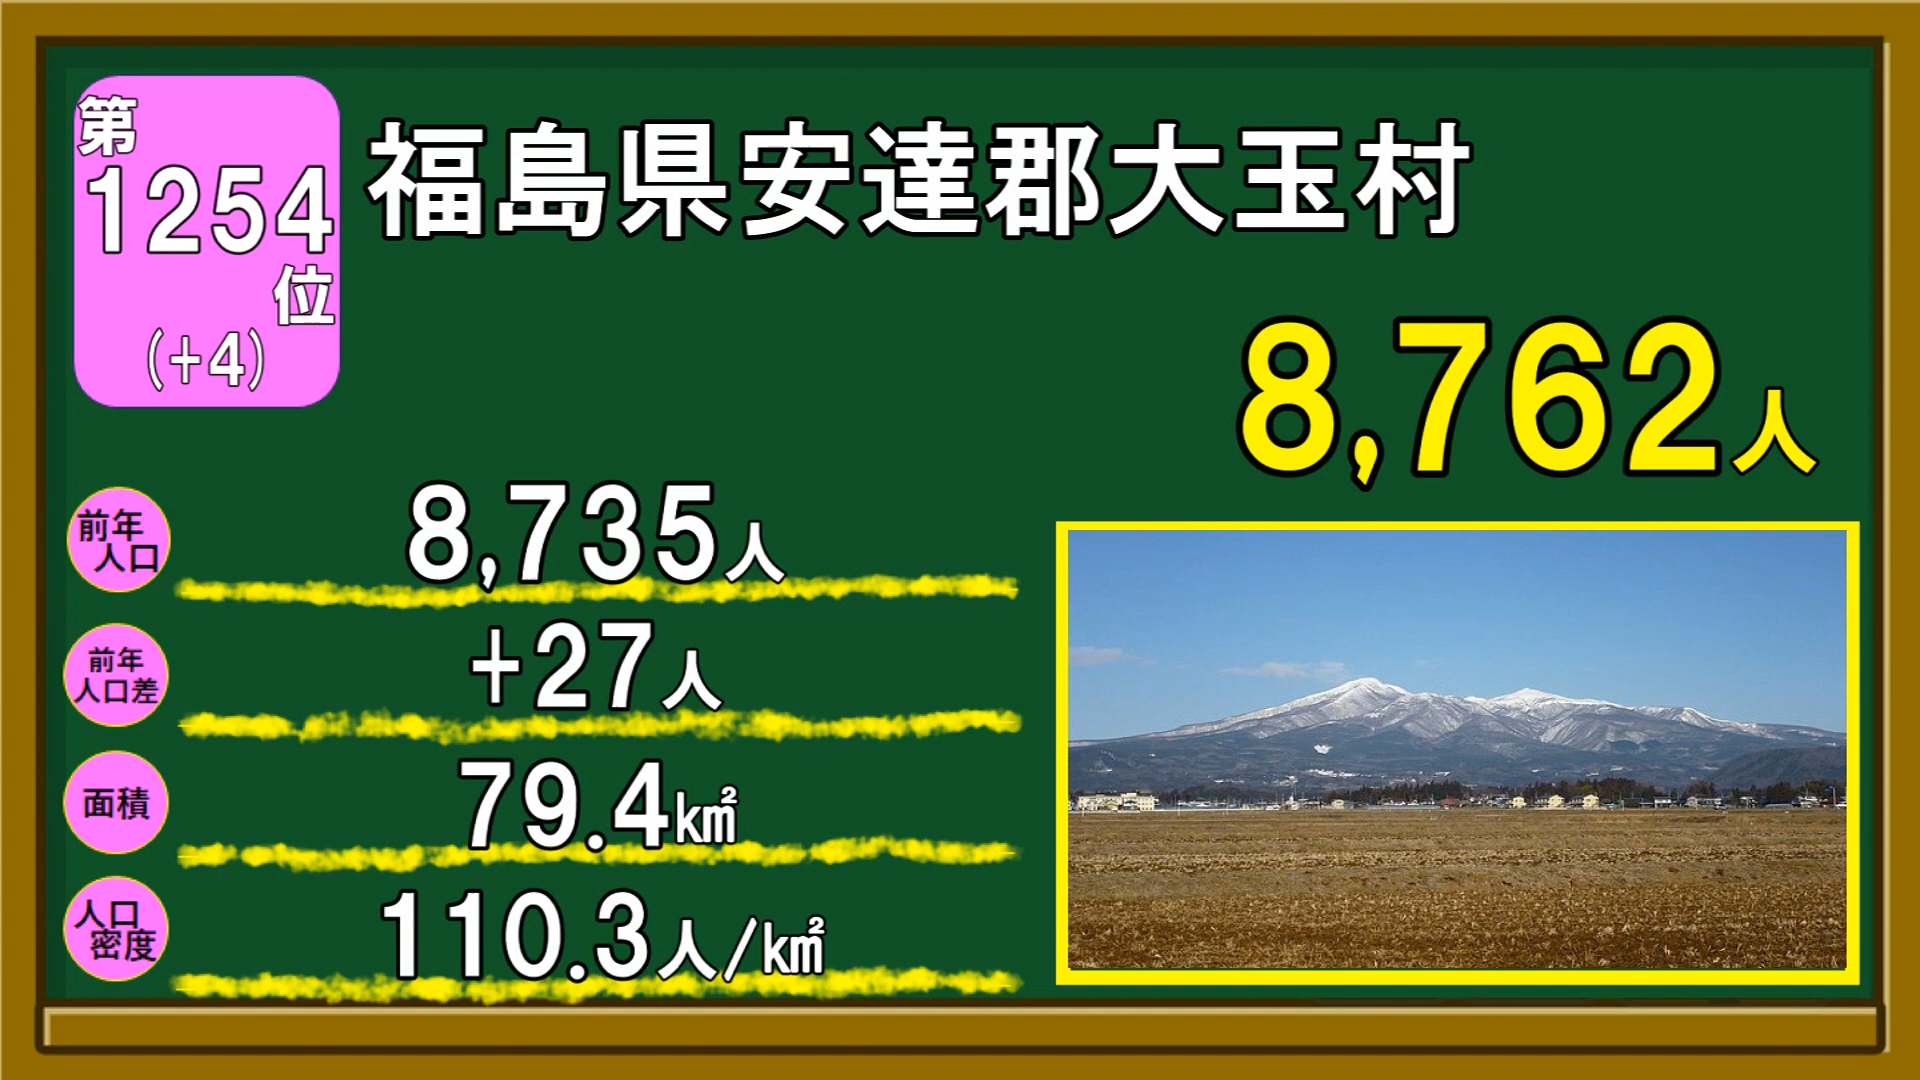 第
1254
位
(+4)
福島県安達郡大玉村
8,762人
前年
人口
8,735人
前年
人口差
+27人
面積
79.4㎢
人口
密度
110.3人/㎢